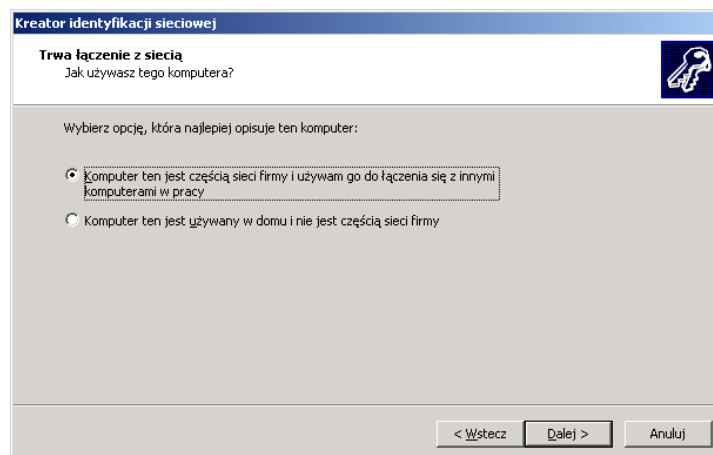 Kreator identyfikacji sieciowej
Trwa łączenie z siecią
Jak używasz tego komputera?
Wybierz opcję, która najlepiej opisuje ten komputer:
Komputer ten jest częścią sieci firmy i używam go do łączenia się z innymi
komputerami w pracy
Komputer ten jest używany w domu i nie jest częścią sieci firmy
< Wstecz Dalej > Anuluj